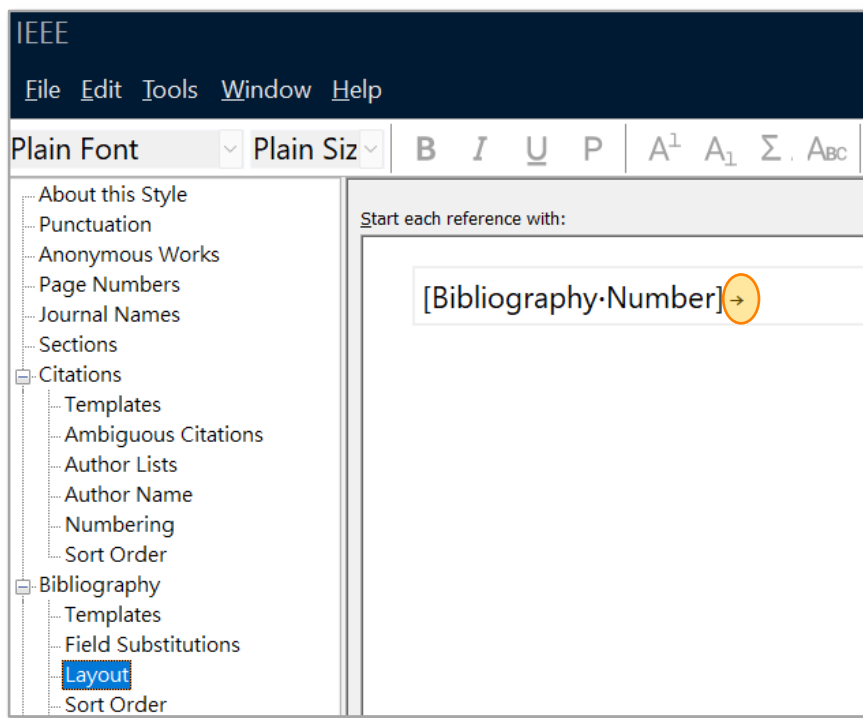 IEEE
File Edit Tools Window Help
Plain Font Plain Siz B I U P A1 A1 Σ. ABC
About this Style
Punctuation
Anonymous Works
Page Numbers
Journal Names
Sections
Citations
Templates
Ambiguous Citations
Author Lists
Author Name
Numbering
Sort Order
Bibliography
Templates
Field Substitutions
Layout
Sort Order
Start each reference with:
[Bibliography·Number]→